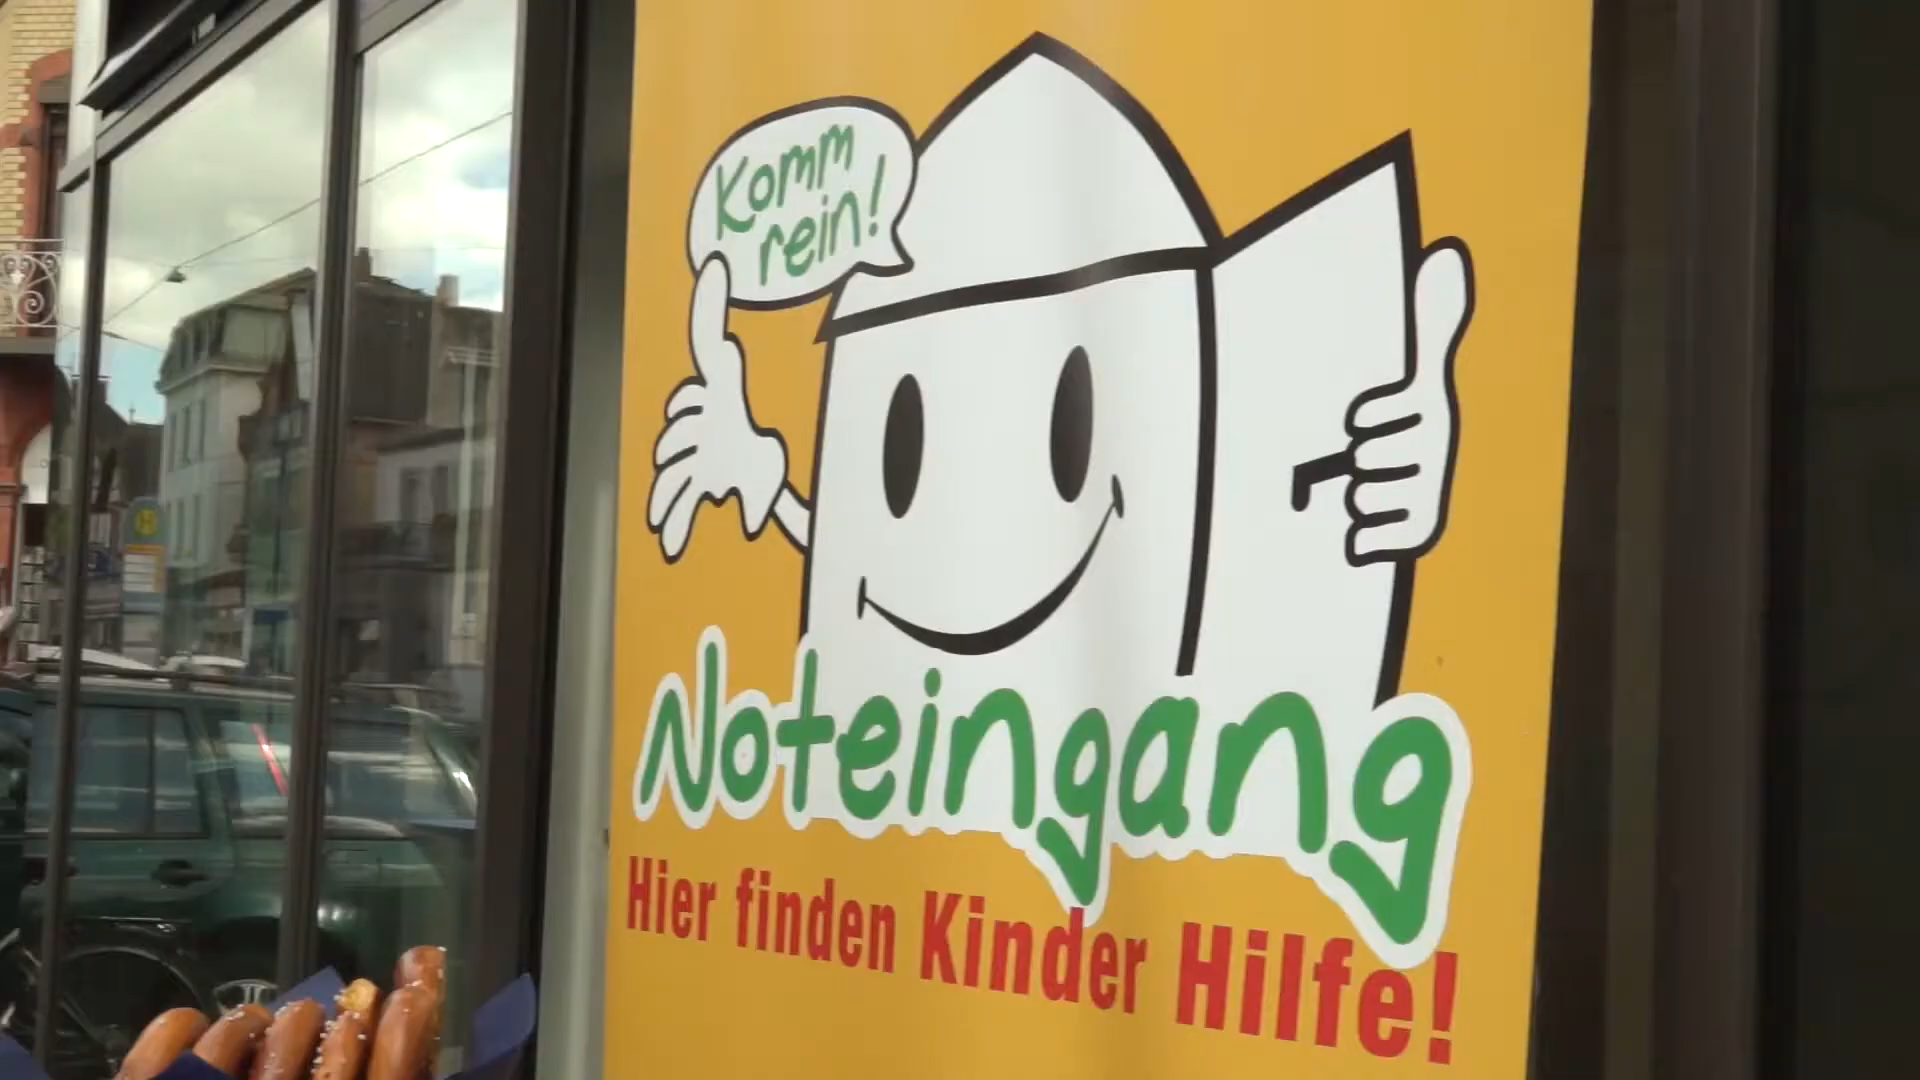 Komm
rein!
Noteingang
Hier finden Kinder Hilfe!
H